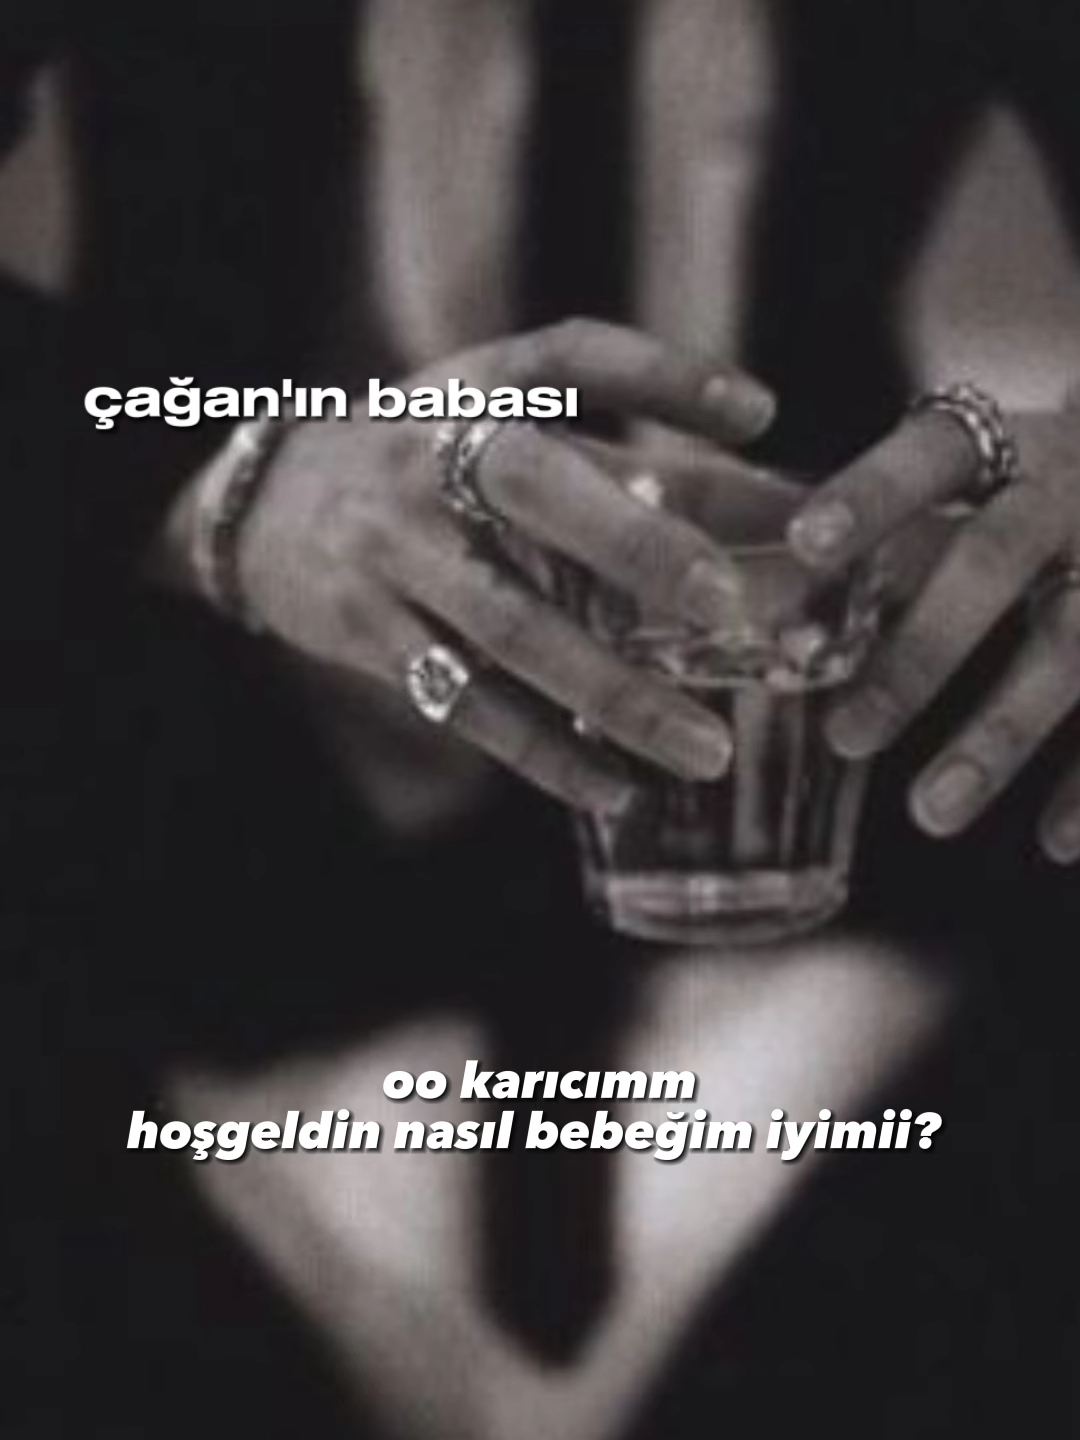 çağan'ın babası
oo karıcımm
hoşgeldin nasıl bebeğim iyimii?